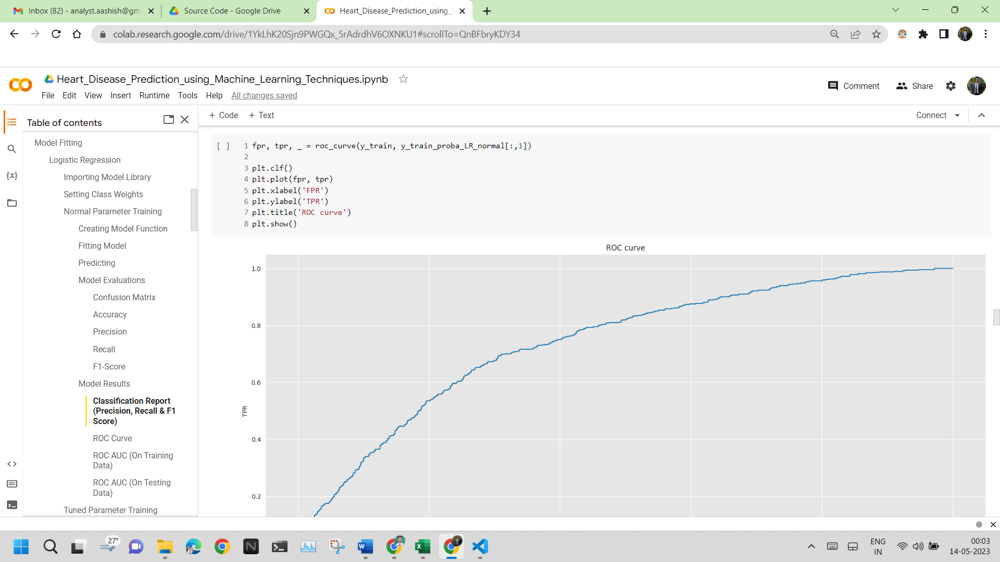 Inbox (82) - analyst.aashish@gm
Source Code - Google Drive
Heart_Disease_Prediction_using_
colab.research.google.com/drive/1YkLhK20Sjn9PWGQx_5rAdrdhV6OXNKU1#scrollTo=QnBFbryKDY34
Heart_Disease_Prediction_using_Machine_Learning_Techniques.ipynb
Comment
Share
File Edit View Insert Runtime Tools Help All changes saved
Table of contents
+ Code + Text
Connect
Model Fitting
Logistic Regression
Importing Model Library
Setting Class Weights
Normal Parameter Training
Creating Model Function
Fitting Model
Predicting
Model Evaluations
Confusion Matrix
Accuracy
Precision
Recall
F1-Score
Model Results
Classification Report
(Precision, Recall & F1
Score)
ROC Curve
ROC AUC (On Training
Data)
ROC AUC (On Testing
Data)
Tuned Parameter Training
{x}
[ ]
1 fpr, tpr, _ = roc_curve(y_train, y_train_proba_LR_normal[:,1])
2
3 plt.clf()
4 plt.plot(fpr, tpr)
5 plt.xlabel('FPR')
6 plt.ylabel('TPR')
7 plt.title('ROC curve')
8 plt.show()
ROC curve
1.0
0.8
0.6
TPR
0.4
0.2
27°
ENG
IN
00:03
14-05-2023